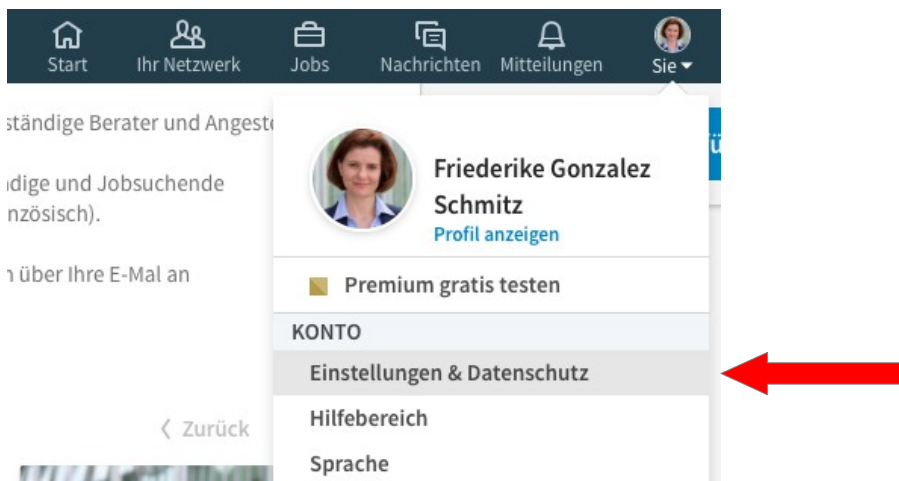 Start
Ihr Netzwerk
Jobs
Nachrichten
Mitteilungen
Sie
ständige Berater und Angeste
dige und Jobsuchende
nzösisch).
über Ihre E-Mal an
Zurück
Friederike Gonzalez
Schmitz
Profil anzeigen
Premium gratis testen
KONTO
Einstellungen & Datenschutz
Hilfebereich
Sprache